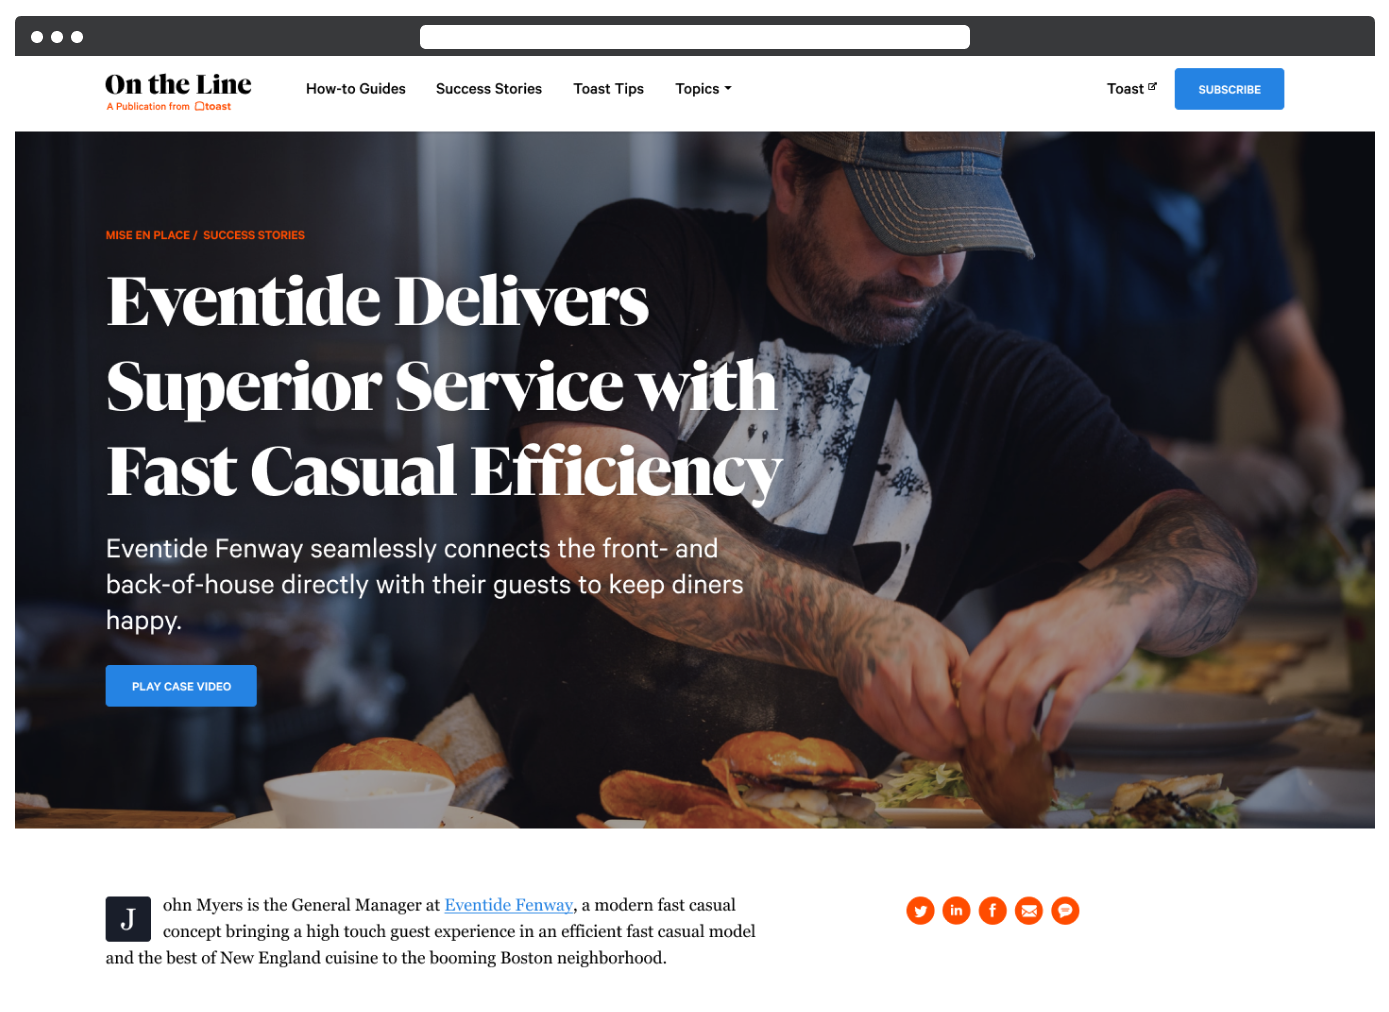 On the Line
A Publication from toast
How-to Guides
Success Stories
Toast Tips
Topics
Toast
SUBSCRIBE
MISE EN PLACE / SUCCESS STORIES
Eventide Delivers
Superior Service with
Fast Casual Efficiency
Eventide Fenway seamlessly connects the front- and
back-of-house directly with their guests to keep diners
happy.
PLAY CASE VIDEO
John Myers is the General Manager at Eventide Fenway, a modern fast casual
concept bringing a high touch guest experience in an efficient fast casual model
and the best of New England cuisine to the booming Boston neighborhood.